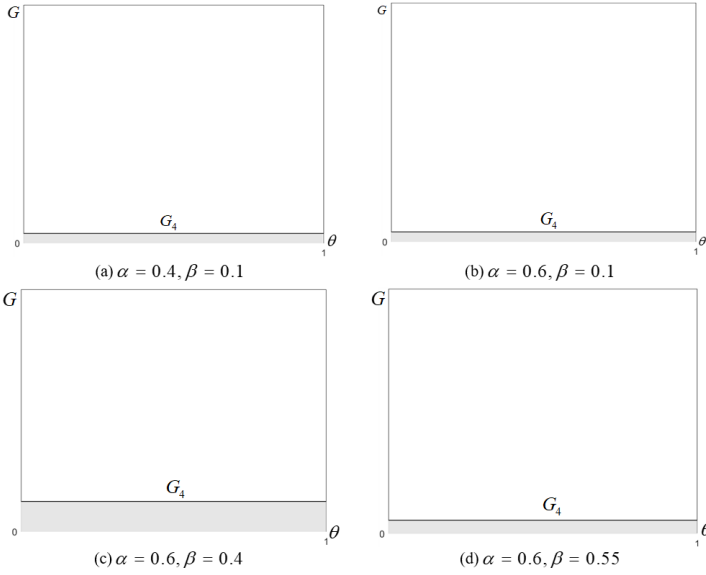 G G
G₄ G₄
0 θ 0 θ
1 1
(a) α = 0.4, β = 0.1 (b) α = 0.6, β = 0.1
G G
G₄ G₄
0 θ 0 θ
1 1
(c) α = 0.6, β = 0.4 (d) α = 0.6, β = 0.55